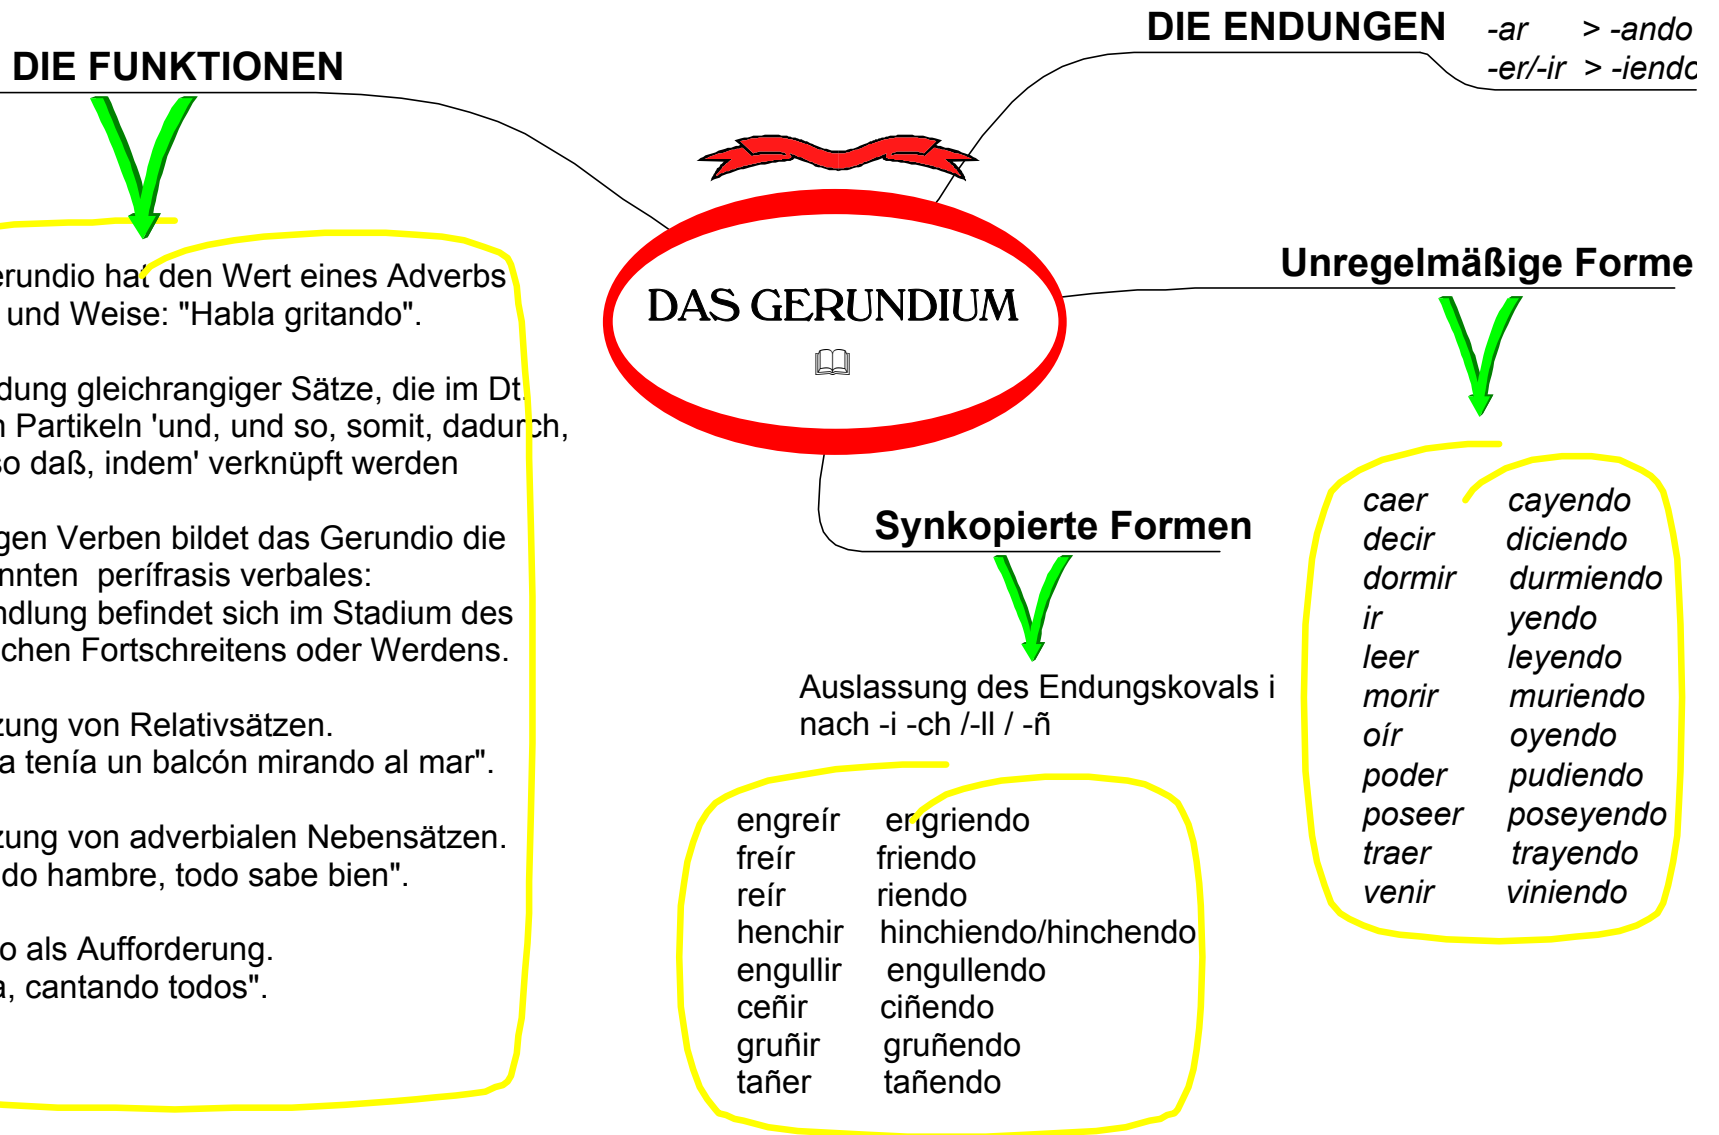 DIE FUNKTIONEN
erundio hat den Wert eines Adverbs
und Weise: "Habla gritando".
dung gleichrangiger Sätze, die im Dt.
n Partikeln 'und, und so, somit, dadurch,
so daß, indem' verknüpft werden
gen Verben bildet das Gerundio die
nnten perífrasis verbales:
ndlung befindet sich im Stadium des
ichen Fortschreitens oder Werdens.
zung von Relativsätzen.
a tenía un balcón mirando al mar".
zung von adverbialen Nebensätzen.
do hambre, todo sabe bien".
o als Aufforderung.
a, cantando todos".
DAS GERUNDIUM
DIE ENDUNGEN
-ar > -ando
-er/-ir > -iendo
Unregelmäßige Forme
caer cayendo
decir diciendo
dormir durmiendo
ir yendo
leer leyendo
morir muriendo
oír oyendo
poder pudiendo
poseer poseyendo
traer trayendo
venir viniendo
Synkopierte Formen
Auslassung des Endungskovals i
nach -i -ch /-ll / -ñ
engreír engriendo
freír friendo
reír riendo
henchir hinchiendo/hinchendo
engullir engullendo
ceñir ciñendo
gruñir gruñendo
tañer tañendo